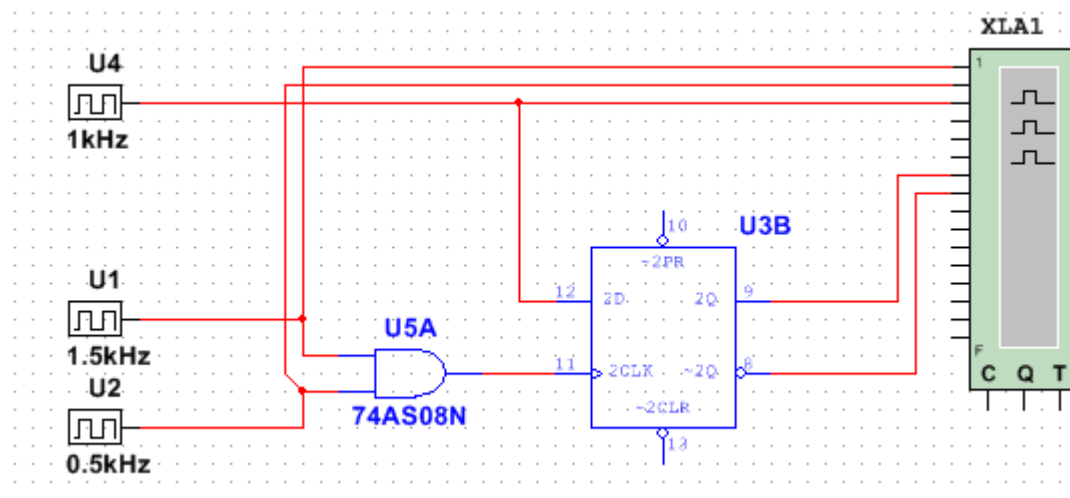 XLA1
U4
1
1kHz
10
U3B
~2PR
U1
12
2D
2Q
9
U5A
1.5kHz
F
U2
11
2CLK
~2Q
8
C Q T
74AS08N
~2CLR
13
0.5kHz